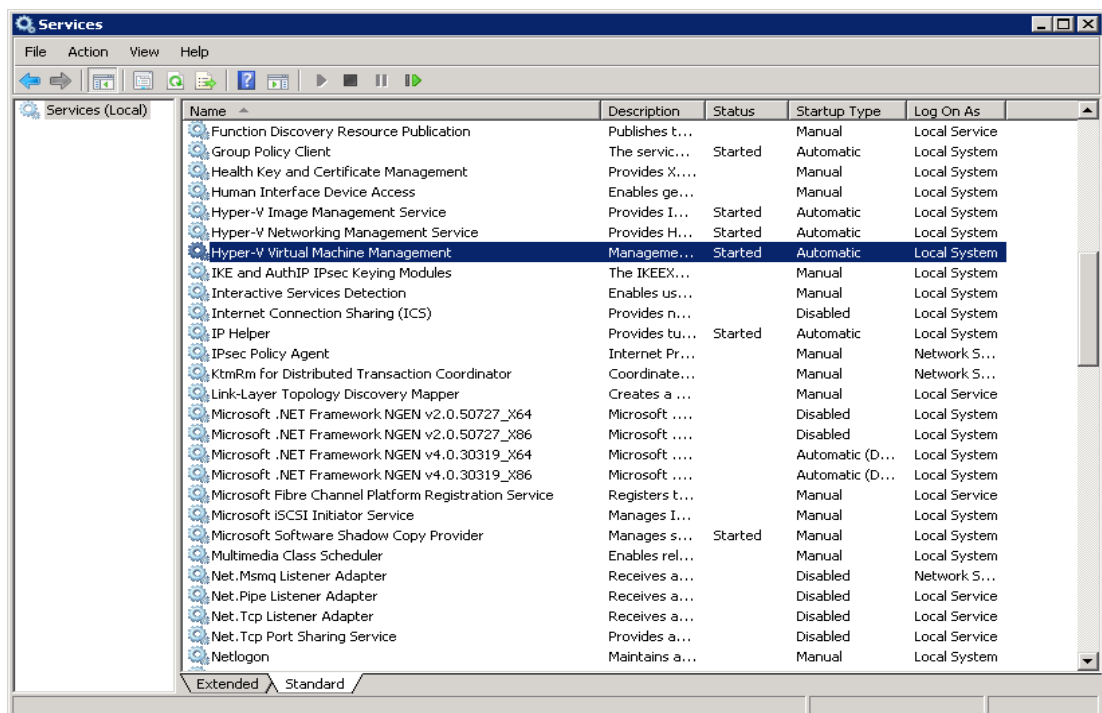 Services
File Action View Help
Services (Local)
Name Description Status Startup Type Log On As
Function Discovery Resource Publication Publishes t... Manual Local Service
Group Policy Client The servic... Started Automatic Local System
Health Key and Certificate Management Provides X.... Manual Local System
Human Interface Device Access Enables ge... Manual Local System
Hyper-V Image Management Service Provides I... Started Automatic Local System
Hyper-V Networking Management Service Provides H... Started Automatic Local System
Hyper-V Virtual Machine Management Manageme... Started Automatic Local System
IKE and AuthIP IPsec Keying Modules The IKEEX... Manual Local System
Interactive Services Detection Enables us... Manual Local System
Internet Connection Sharing (ICS) Provides n... Disabled Local System
IP Helper Provides tu... Started Automatic Local System
IPsec Policy Agent Internet Pr... Manual Network S...
KtmRm for Distributed Transaction Coordinator Coordinate... Manual Network S...
Link-Layer Topology Discovery Mapper Creates a ... Manual Local Service
Microsoft .NET Framework NGEN v2.0.50727_X64 Microsoft .... Disabled Local System
Microsoft .NET Framework NGEN v2.0.50727_X86 Microsoft .... Disabled Local System
Microsoft .NET Framework NGEN v4.0.30319_X64 Microsoft .... Automatic (D... Local System
Microsoft .NET Framework NGEN v4.0.30319_X86 Microsoft .... Automatic (D... Local System
Microsoft Fibre Channel Platform Registration Service Registers t... Manual Local Service
Microsoft iSCSI Initiator Service Manages I... Manual Local System
Microsoft Software Shadow Copy Provider Manages s... Started Manual Local System
Multimedia Class Scheduler Enables rel... Manual Local System
Net.Msmq Listener Adapter Receives a... Disabled Network S...
Net.Pipe Listener Adapter Receives a... Disabled Local Service
Net.Tcp Listener Adapter Receives a... Disabled Local Service
Net.Tcp Port Sharing Service Provides a... Disabled Local Service
Netlogon Maintains a... Manual Local System
Extended Standard